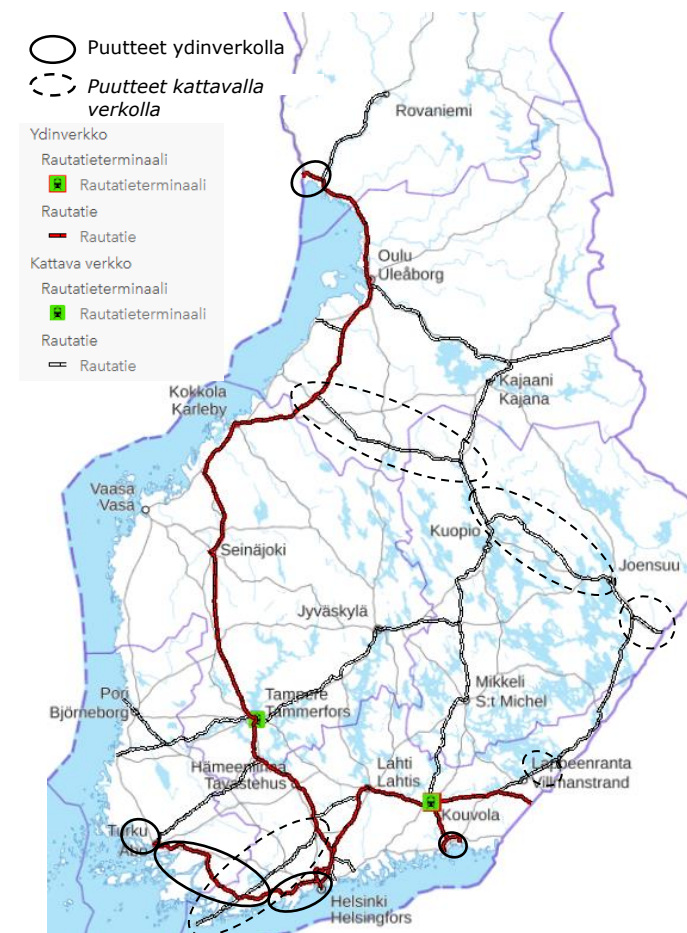 Puutteet ydinverkolla
Puutteet kattavalla
verkolla
Ydinverkko
Rautatieterminaali
Rautatieterminaali
Rautatie
Rautatie
Kattava verkko
Rautatieterminaali
Rautatieterminaali
Rautatie
Rautatie
Rovaniemi
Oulu
Uleåborg
Kajaani
Kajana
Kokkola
Karleby
Vaasa
Vasa
Kuopio
Seinäjoki
Joensuu
Jyväskylä
Mikkeli
S:t Michel
Pori
Björneborg
Tampere
Tammerfors
Hämeenlinna
Tavastehus
Lahti
Lahtis
Lappeenranta
Villmanstrand
Kouvola
Turku
Åbo
Helsinki
Helsingfors